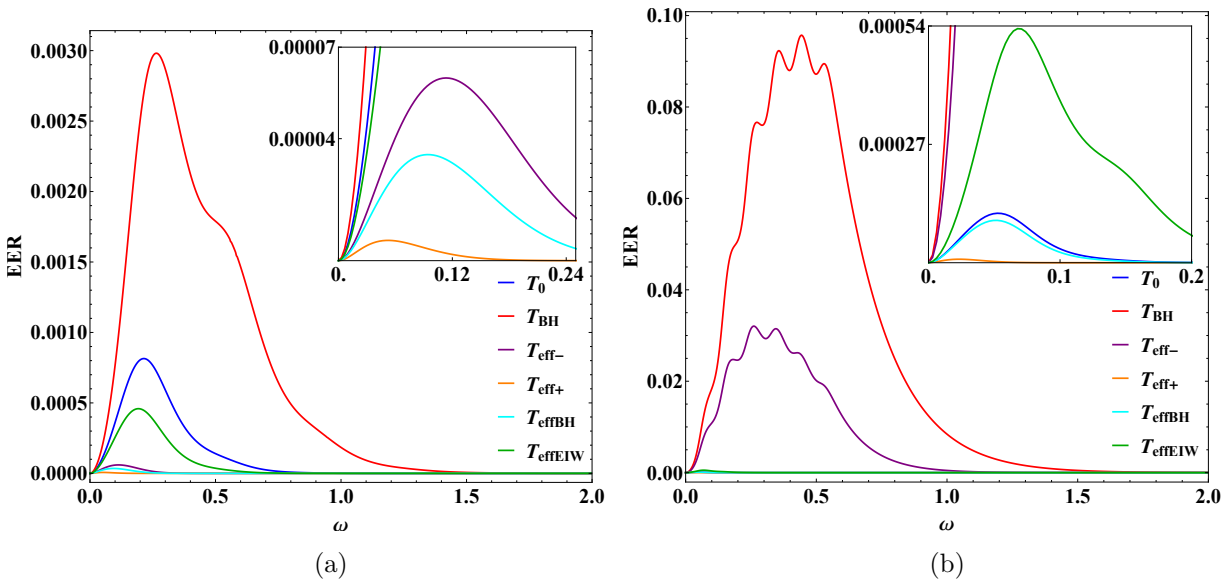 0.0030
0.0025
0.0020
0.0015
0.0010
0.0005
0.0000
EER
0.0
0.5
1.0
1.5
2.0
ω
0.00007
0.00004
0.
0.12
0.24
T0
TBH
Teff−
Teff+
TeffBH
TeffEIW
(a)
0.10
0.08
0.06
0.04
0.02
0.00
EER
0.0
0.5
1.0
1.5
2.0
ω
0.00054
0.00027
0.
0.1
0.2
T0
TBH
Teff−
Teff+
TeffBH
TeffEIW
(b)